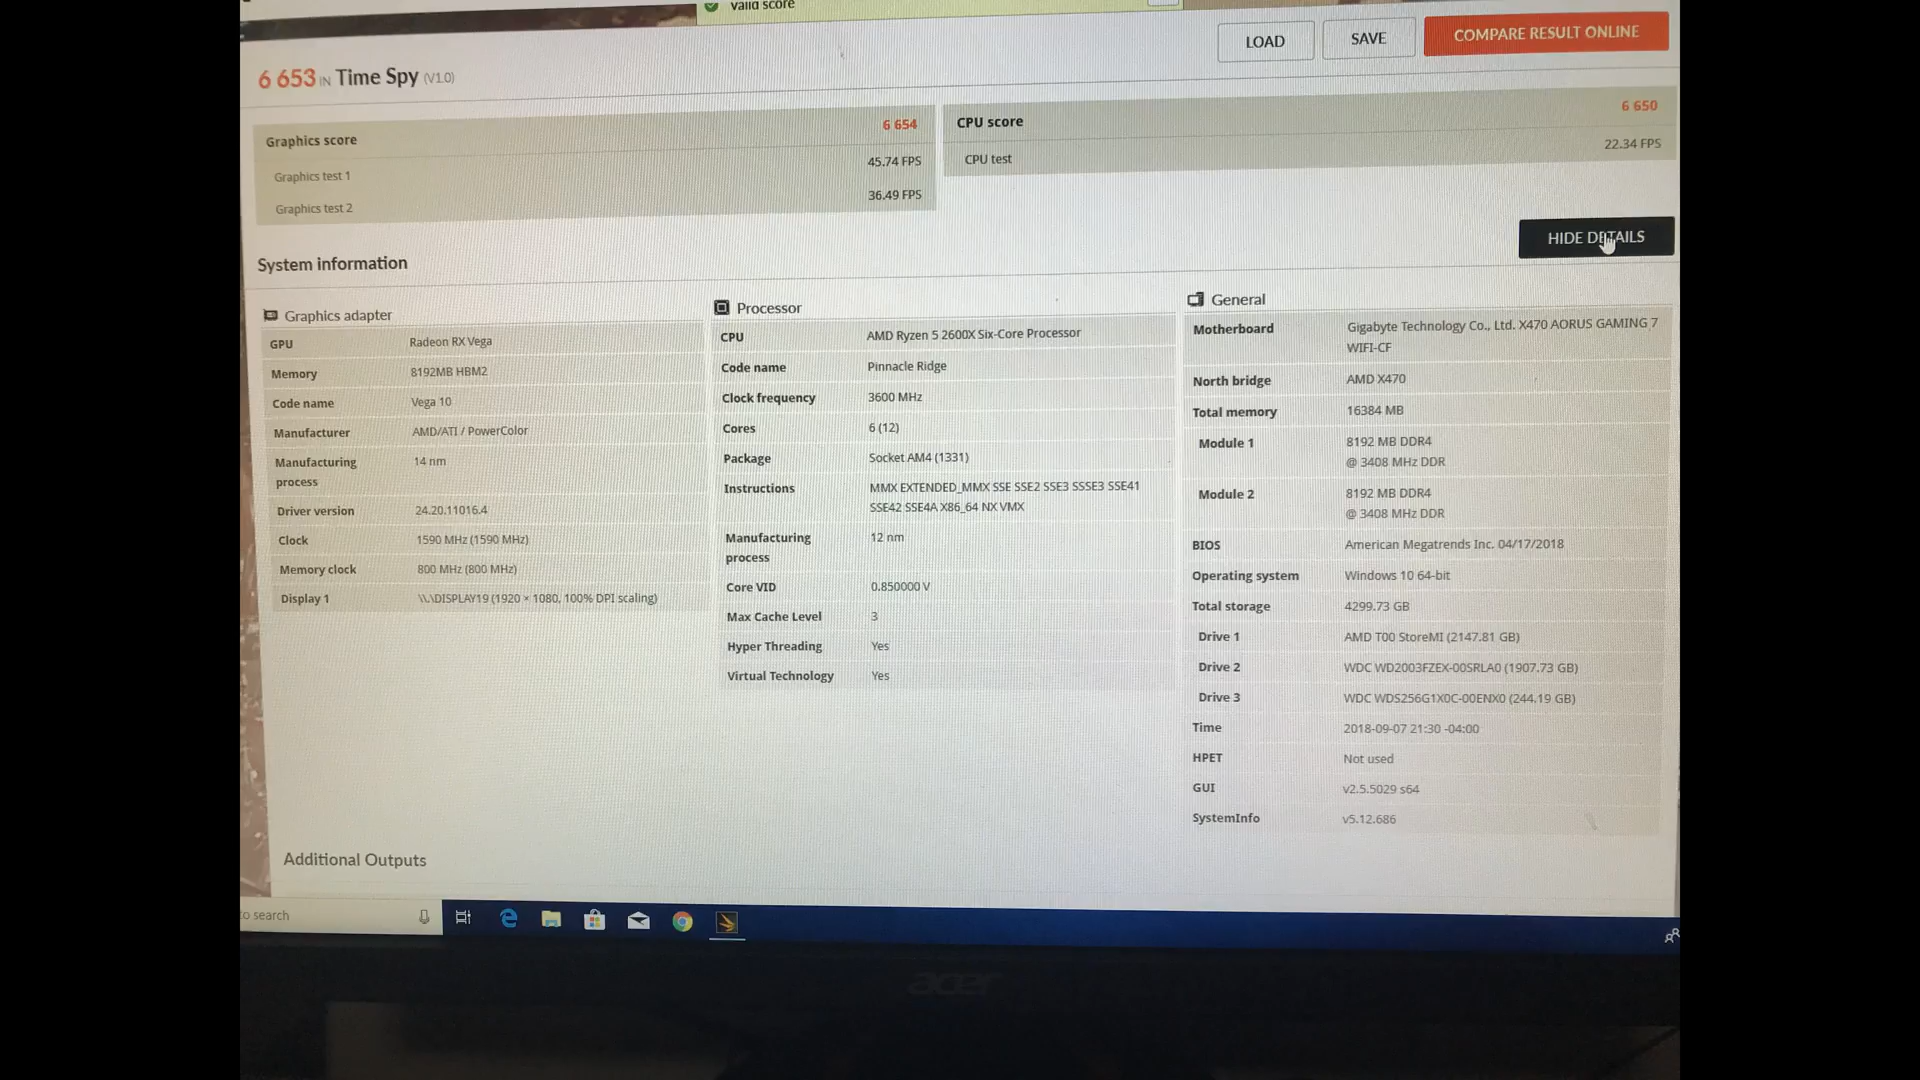 Valid score
LOAD
SAVE
COMPARE RESULT ONLINE
6 653 IN Time Spy (V1.0)
Graphics score 6 654
Graphics test 1 45.74 FPS
Graphics test 2 36.49 FPS
CPU score 6 650
CPU test 22.34 FPS
HIDE DETAILS
System information
Graphics adapter
GPU Radeon RX Vega
Memory 8192MB HBM2
Code name Vega 10
Manufacturer AMD/ATI / PowerColor
Manufacturing 14 nm
process
Driver version 24.20.11016.4
Clock 1590 MHz (1590 MHz)
Memory clock 800 MHz (800 MHz)
Display 1 \\.\DISPLAY19 (1920 × 1080, 100% DPI scaling)
Processor
CPU AMD Ryzen 5 2600X Six-Core Processor
Code name Pinnacle Ridge
Clock frequency 3600 MHz
Cores 6 (12)
Package Socket AM4 (1331)
Instructions MMX EXTENDED_MMX SSE SSE2 SSE3 SSSE3 SSE41
SSE42 SSE4A X86_64 NX VMX
Manufacturing 12 nm
process
Core VID 0.850000 V
Max Cache Level 3
Hyper Threading Yes
Virtual Technology Yes
General
Motherboard Gigabyte Technology Co., Ltd. X470 AORUS GAMING 7
WIFI-CF
North bridge AMD X470
Total memory 16384 MB
Module 1 8192 MB DDR4
@ 3408 MHz DDR
Module 2 8192 MB DDR4
@ 3408 MHz DDR
BIOS American Megatrends Inc. 04/17/2018
Operating system Windows 10 64-bit
Total storage 4299.73 GB
Drive 1 AMD T00 StoreMI (2147.81 GB)
Drive 2 WDC WD2003FZEX-00SRLA0 (1907.73 GB)
Drive 3 WDC WDS256G1X0C-00ENX0 (244.19 GB)
Time 2018-09-07 21:30 -04:00
HPET Not used
GUI v2.5.5029 s64
SystemInfo v5.12.686
Additional Outputs
to search
acer